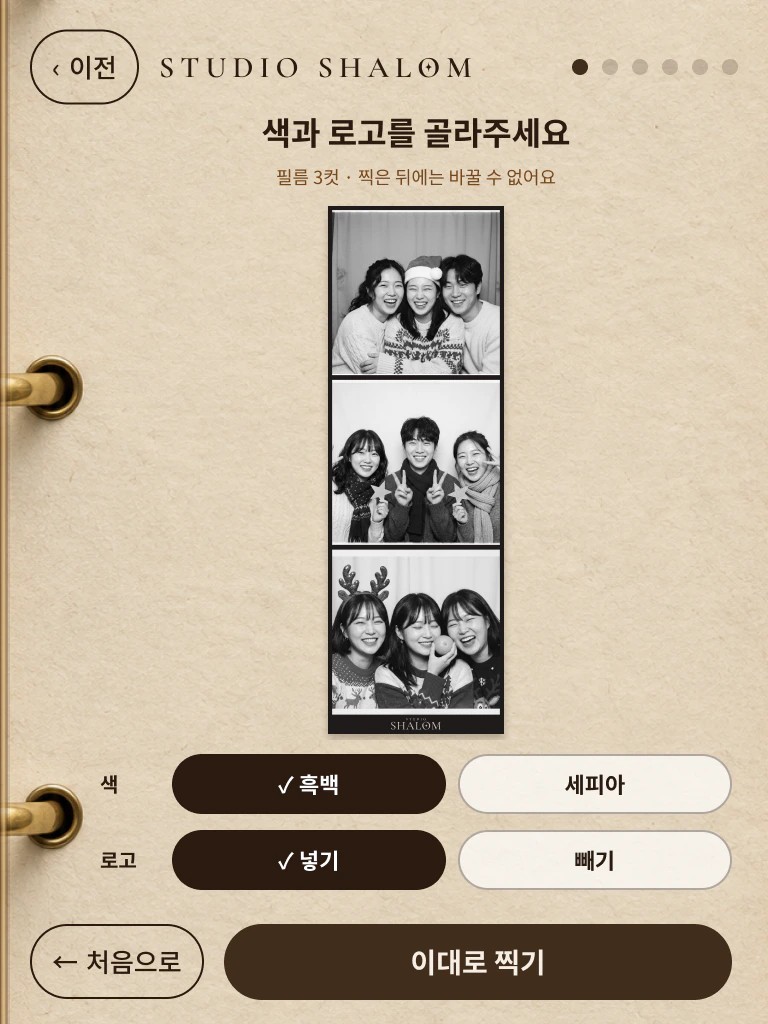 ‹ 이전
STUDIO SHALOM
색과 로고를 골라주세요
필름 3컷 · 찍은 뒤에는 바꿀 수 없어요
STUDIO
SHALOM
색
✓ 흑백
세피아
로고
✓ 넣기
빼기
← 처음으로
이대로 찍기